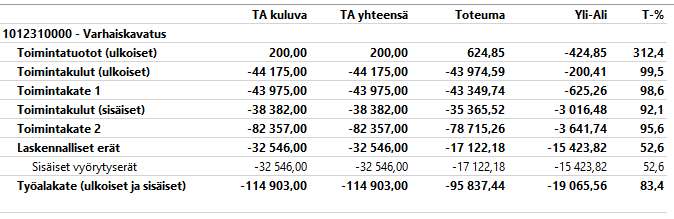 TA kuluva TA yhteensä Toteuma Yli-Ali T-%
1012310000 - Varhaiskavatus
Toimintatuotot (ulkoiset) 200,00 200,00 624,85 -424,85 312,4
Toimintakulut (ulkoiset) -44 175,00 -44 175,00 -43 974,59 -200,41 99,5
Toimintakate 1 -43 975,00 -43 975,00 -43 349,74 -625,26 98,6
Toimintakulut (sisäiset) -38 382,00 -38 382,00 -35 365,52 -3 016,48 92,1
Toimintakate 2 -82 357,00 -82 357,00 -78 715,26 -3 641,74 95,6
Laskennalliset erät -32 546,00 -32 546,00 -17 122,18 -15 423,82 52,6
Sisäiset vyörytyserät -32 546,00 -32 546,00 -17 122,18 -15 423,82 52,6
Työalakate (ulkoiset ja sisäiset) -114 903,00 -114 903,00 -95 837,44 -19 065,56 83,4